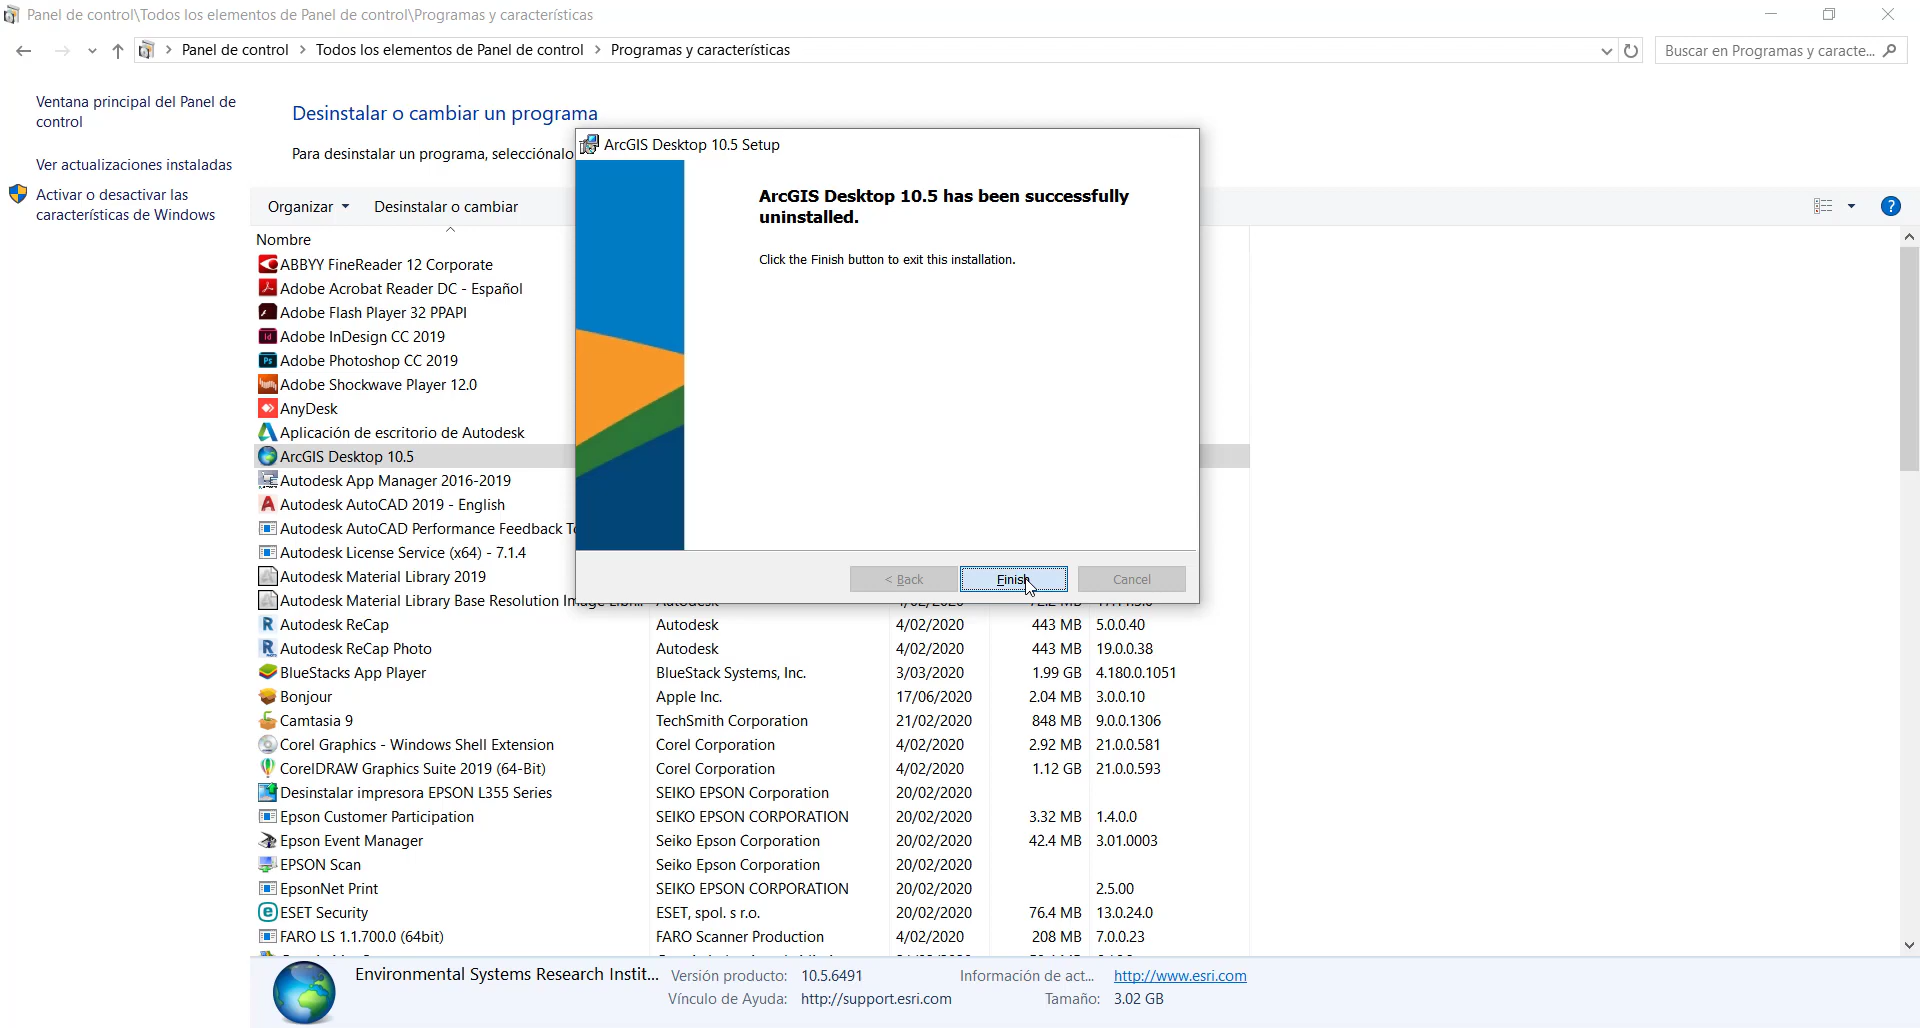 Panel de control\Todos los elementos de Panel de control\Programas y características
Panel de control > Todos los elementos de Panel de control > Programas y características
Buscar en Programas y caracte...
Ventana principal del Panel de
control
Ver actualizaciones instaladas
Activar o desactivar las
características de Windows
Desinstalar o cambiar un programa
Para desinstalar un programa, selecciónalo
Organizar
Desinstalar o cambiar
ArcGIS Desktop 10.5 Setup
ArcGIS Desktop 10.5 has been successfully
uninstalled.
Click the Finish button to exit this installation.
< Back
Finish
Cancel
Nombre
ABBYY FineReader 12 Corporate
Adobe Acrobat Reader DC - Español
Adobe Flash Player 32 PPAPI
Adobe InDesign CC 2019
Adobe Photoshop CC 2019
Adobe Shockwave Player 12.0
AnyDesk
Aplicación de escritorio de Autodesk
ArcGIS Desktop 10.5
Autodesk App Manager 2016-2019
Autodesk AutoCAD 2019 - English
Autodesk AutoCAD Performance Feedback
Autodesk License Service (x64) - 7.1.4
Autodesk Material Library 2019
Autodesk Material Library Base Resolution
Autodesk ReCap Autodesk 4/02/2020 443 MB 5.0.0.40
Autodesk ReCap Photo Autodesk 4/02/2020 443 MB 19.0.0.38
BlueStacks App Player BlueStack Systems, Inc. 3/03/2020 1.99 GB 4.180.0.1051
Bonjour Apple Inc. 17/06/2020 2.04 MB 3.0.0.10
Camtasia 9 TechSmith Corporation 21/02/2020 848 MB 9.0.0.1306
Corel Graphics - Windows Shell Extension Corel Corporation 4/02/2020 2.92 MB 21.0.0.581
CorelDRAW Graphics Suite 2019 (64-Bit) Corel Corporation 4/02/2020 1.12 GB 21.0.0.593
Desinstalar impresora EPSON L355 Series SEIKO EPSON Corporation 20/02/2020
Epson Customer Participation SEIKO EPSON CORPORATION 20/02/2020 3.32 MB 1.4.0.0
Epson Event Manager Seiko Epson Corporation 20/02/2020 42.4 MB 3.01.0003
EPSON Scan Seiko Epson Corporation 20/02/2020
EpsonNet Print SEIKO EPSON CORPORATION 20/02/2020 2.5.00
ESET Security ESET, spol. s r.o. 20/02/2020 76.4 MB 13.0.24.0
FARO LS 1.1.700.0 (64bit) FARO Scanner Production 4/02/2020 208 MB 7.0.0.23
Environmental Systems Research Instit... Versión producto: 10.5.6491 Información de act... http://www.esri.com
Vínculo de Ayuda: http://support.esri.com Tamaño: 3.02 GB